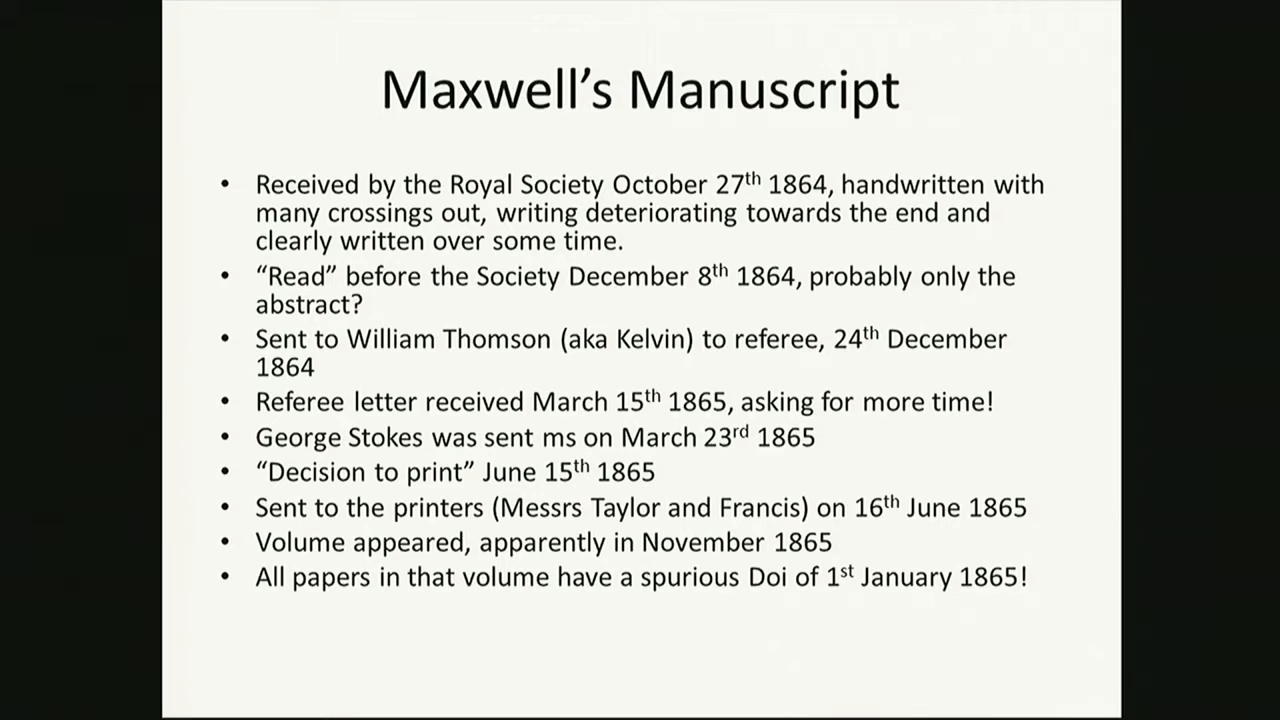 Maxwell’s Manuscript
• Received by the Royal Society October 27th 1864, handwritten with
many crossings out, writing deteriorating towards the end and
clearly written over some time.
• “Read” before the Society December 8th 1864, probably only the
abstract?
• Sent to William Thomson (aka Kelvin) to referee, 24th December
1864
• Referee letter received March 15th 1865, asking for more time!
• George Stokes was sent ms on March 23rd 1865
• “Decision to print” June 15th 1865
• Sent to the printers (Messrs Taylor and Francis) on 16th June 1865
• Volume appeared, apparently in November 1865
• All papers in that volume have a spurious Doi of 1st January 1865!